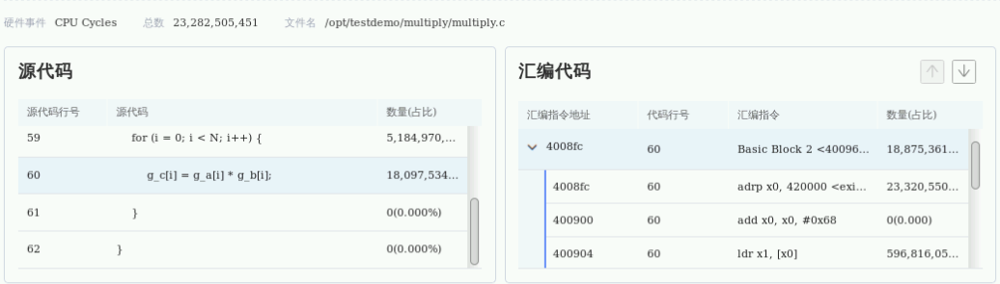 硬件事件 CPU Cycles 总数 23,282,505,451 文件名 /opt/testdemo/multiply/multiply.c
源代码
源代码行号 源代码 数量(占比)
59 for (i = 0; i < N; i++) { 5,184,970,...
60 g_c[i] = g_a[i] * g_b[i]; 18,097,534...
61 } 0(0.000%)
62 } 0(0.000%)
汇编代码
汇编指令地址 代码行号 汇编指令 数量(占比)
4008fc 60 Basic Block 2 <40096... 18,875,361...
4008fc 60 adrp x0, 420000 <exi... 23,320,550...
400900 60 add x0, x0, #0x68 0(0.000)
400904 60 ldr x1, [x0] 596,816,05...